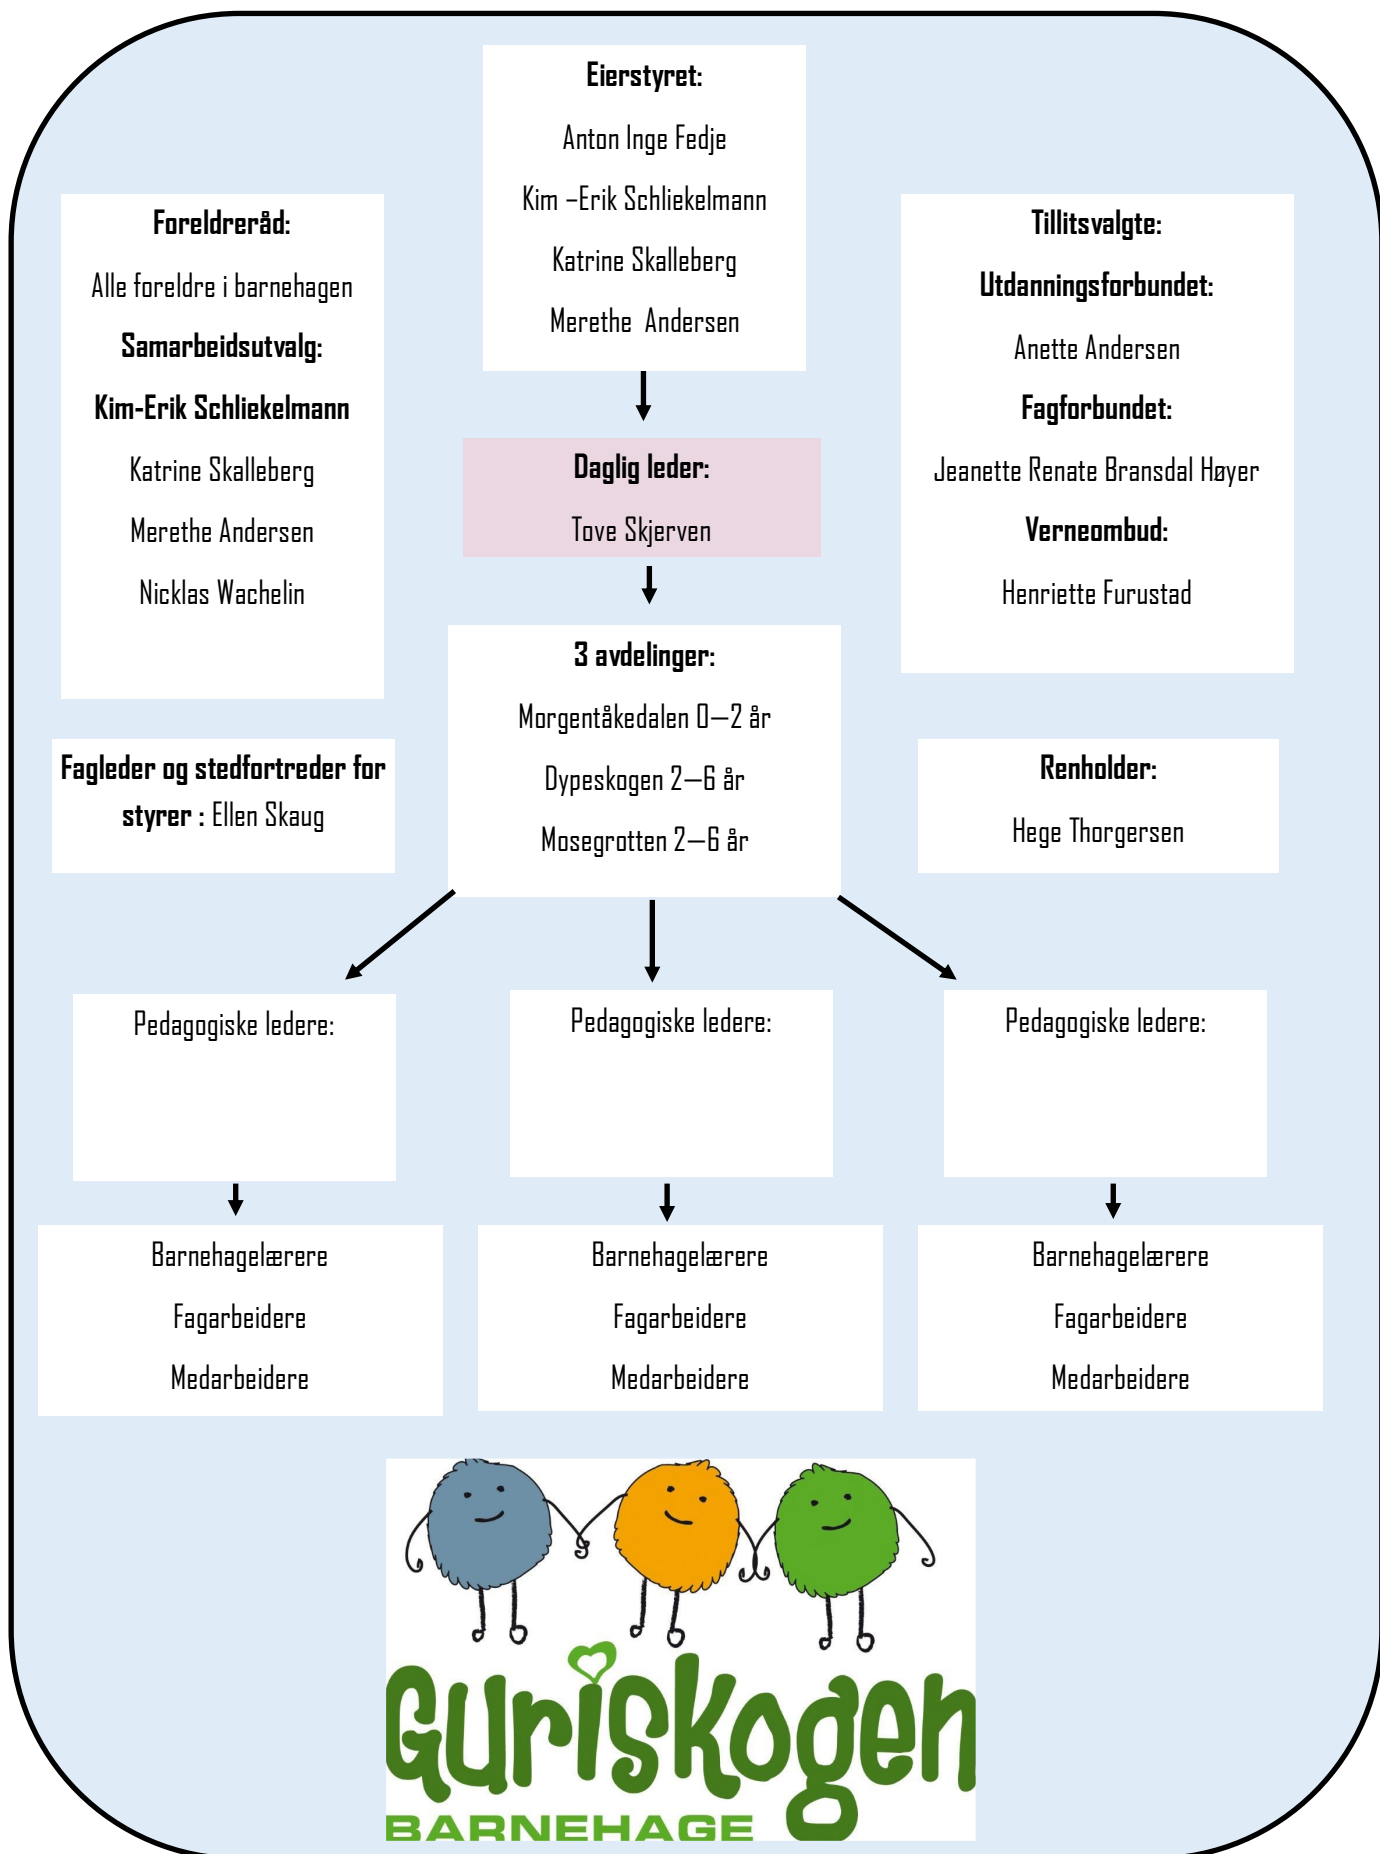 Eierstyret:
Anton Inge Fedje
Kim –Erik Schliekelmann
Katrine Skalleberg
Merethe Andersen
Foreldreråd:
Alle foreldre i barnehagen
Samarbeidsutvalg:
Kim-Erik Schliekelmann
Katrine Skalleberg
Merethe Andersen
Nicklas Wachelin
Tillitsvalgte:
Utdanningsforbundet:
Anette Andersen
Fagforbundet:
Jeanette Renate Bransdal Høyer
Verneombud:
Henriette Furustad
Daglig leder:
Tove Skjerven
3 avdelinger:
Morgentåkedalen 0—2 år
Dypeskogen 2—6 år
Mosegrotten 2—6 år
Fagleder og stedfortreder for
styrer : Ellen Skaug
Renholder:
Hege Thorgersen
Pedagogiske ledere:
Pedagogiske ledere:
Pedagogiske ledere:
Barnehagelærere
Fagarbeidere
Medarbeidere
Barnehagelærere
Fagarbeidere
Medarbeidere
Barnehagelærere
Fagarbeidere
Medarbeidere
Guriskogen
BARNEHAGE